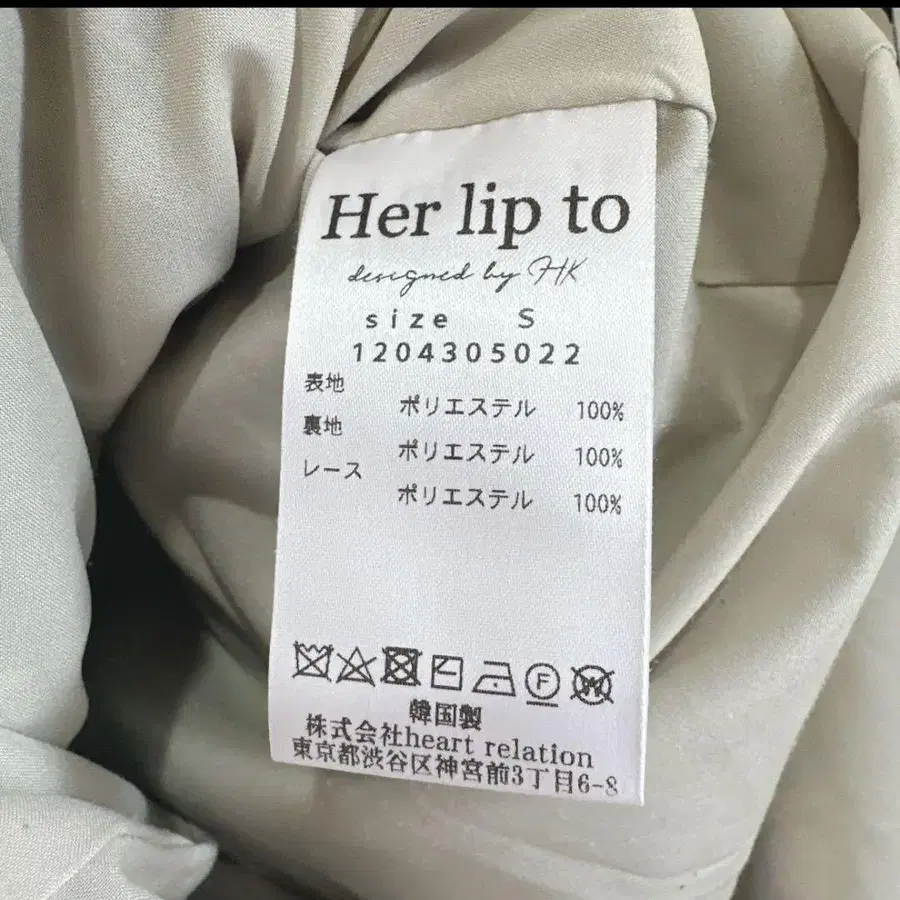 Her lip to
designed by HK
size S
1204305022
表地
ポリエステル 100%
裏地
ポリエステル 100%
レース
ポリエステル 100%
F
W
韓国製
株式会社heart relation
東京都渋谷区神宮前3丁目6-8